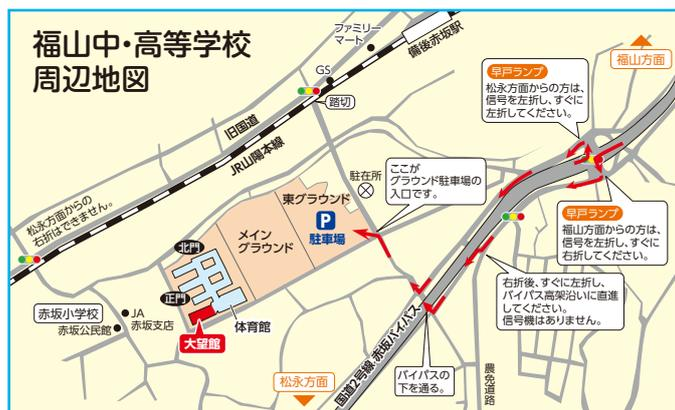 福山中・高等学校
周辺地図
ファミリー
マート
備後赤坂駅
GS
踏切
旧国道
JR山陽本線
福山方面
早戸ランプ
松永方面からの方は、
信号を左折し、すぐに
左折してください。
松永方面からの
右折はできません。
東グラウンド
P
駐車場
駐在所
ここが
グラウンド駐車場の
入口です。
メイン
グラウンド
早戸ランプ
福山方面からの方は、
信号を左折し、すぐに
右折してください。
北門
正門
体育館
大望館
赤坂小学校
赤坂公民館
JA
赤坂支店
右折後、すぐに左折し、
バイパス高架沿いに直進
してください。
信号機はありません。
国道2号線 赤坂バイパス
バイパスの
下を通る。
農免道路
松永方面